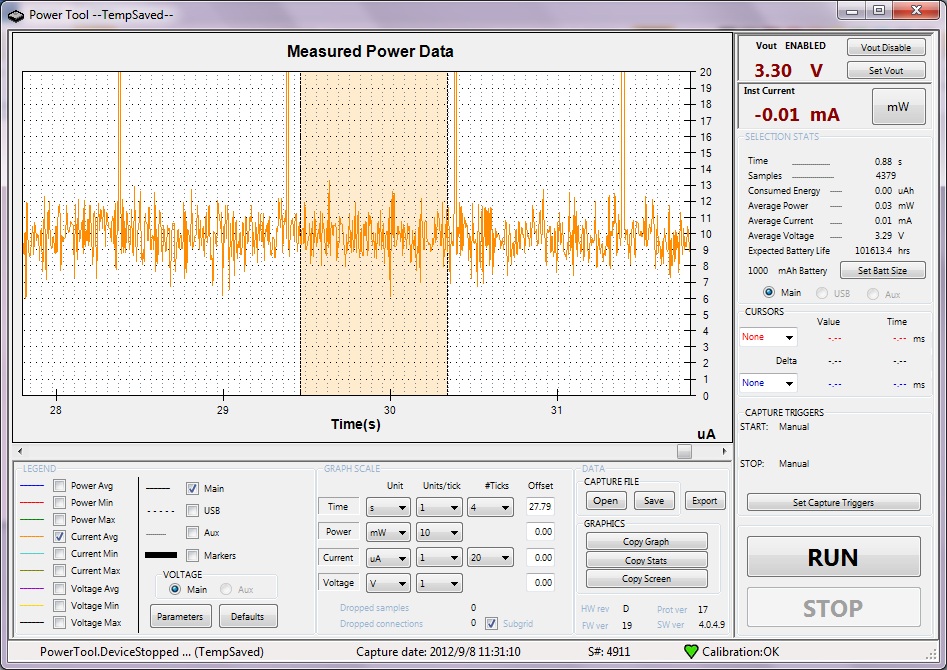 Power Tool --TempSaved--
Measured Power Data
20
19
18
17
16
15
14
13
12
11
10
9
8
7
6
5
4
3
2
1
0
28 29 30 31
Time(s)
uA
Vout ENABLED
Vout Disable
3.30 V
Set Vout
Inst Current
-0.01 mA
mW
SELECTION STATS
Time 0.88 s
Samples 4379
Consumed Energy 0.00 uAh
Average Power 0.03 mW
Average Current 0.01 mA
Average Voltage 3.29 V
Expected Battery Life 101613.4 hrs
1000 mAh Battery Set Batt Size
Main USB Aux
CURSORS
Value Time
None -.-- -.-- ms
Delta -.-- -.--
None -.-- -.-- ms
CAPTURE TRIGGERS
START: Manual
STOP: Manual
Set Capture Triggers
RUN
STOP
LEGEND
Power Avg
Power Min
Power Max
Current Avg
Current Min
Current Max
Voltage Avg
Voltage Min
Voltage Max
Main
USB
Aux
Markers
VOLTAGE
Main Aux
Parameters Defaults
GRAPH SCALE
Unit Units/tick #Ticks Offset
Time s 1 4 27.79
Power mW 10 0.00
Current uA 1 20 0.00
Voltage V 1 0.00
Dropped samples 0
Dropped connections 0 Subgrid
DATA
CAPTURE FILE
Open Save Export
GRAPHICS
Copy Graph
Copy Stats
Copy Screen
HW rev D Prot ver 17
FW ver 19 SW ver 4.0.4.9
PowerTool.DeviceStopped ... (TempSaved) Capture date: 2012/9/8 11:31:10 S#: 4911 Calibration:OK